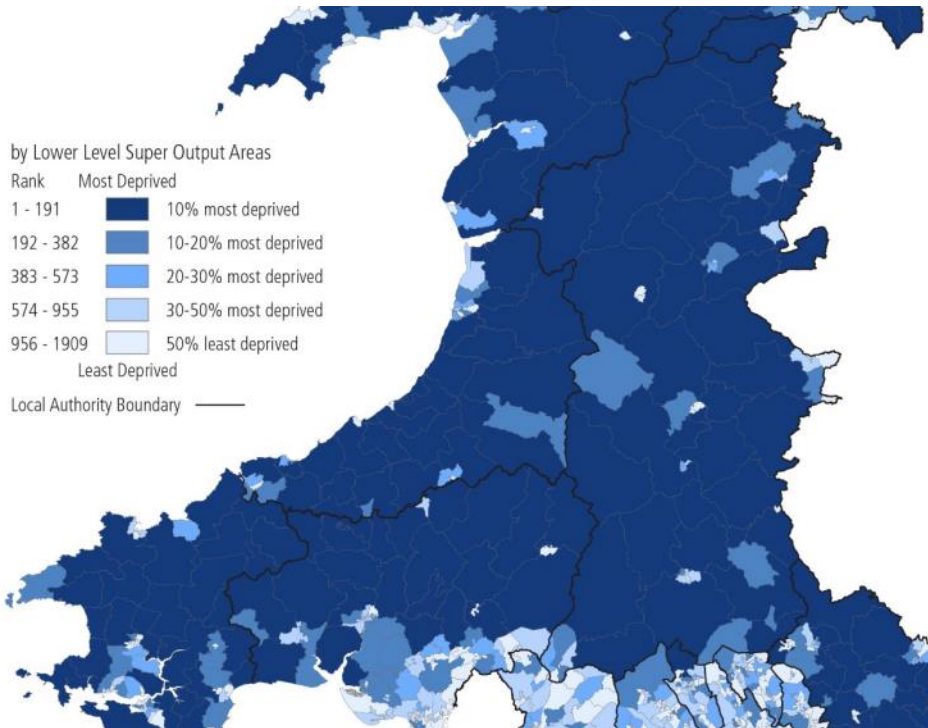 by Lower Level Super Output Areas
Rank Most Deprived
1 - 191 10% most deprived
192 - 382 10-20% most deprived
383 - 573 20-30% most deprived
574 - 955 30-50% most deprived
956 - 1909 50% least deprived
Least Deprived
Local Authority Boundary